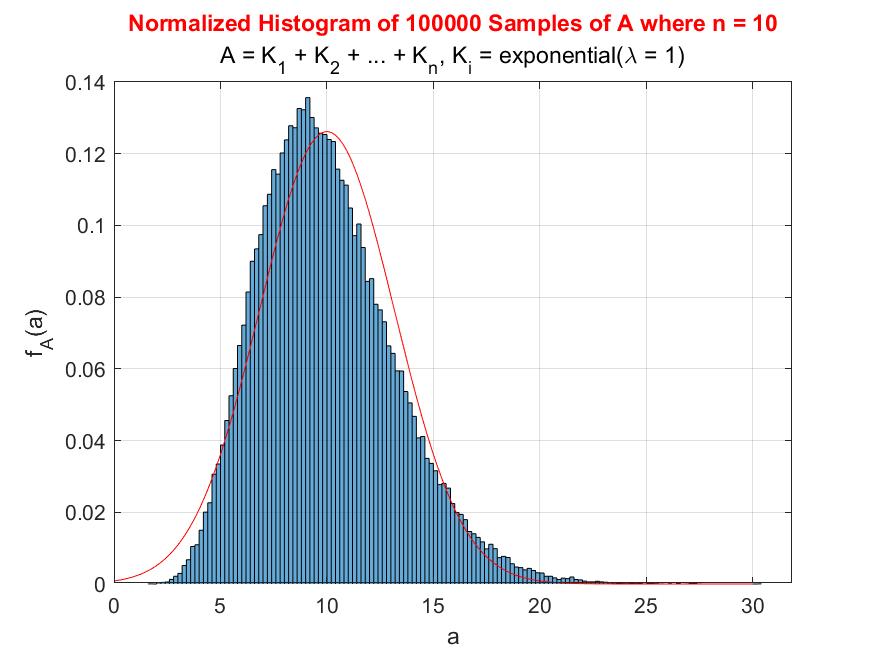 Normalized Histogram of 100000 Samples of A where n = 10
A = K₁ + K₂ + ... + Kₙ, Kᵢ = exponential(λ = 1)
0.14
0.12
0.1
0.08
0.06
0.04
0.02
0
f_A(a)
0 5 10 15 20 25 30
a